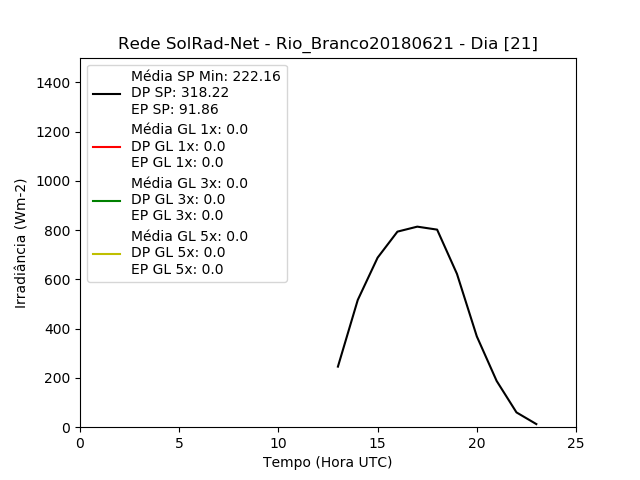 Rede SolRad-Net - Rio_Branco20180621 - Dia [21]
Média SP Min: 222.16
DP SP: 318.22
EP SP: 91.86
Média GL 1x: 0.0
DP GL 1x: 0.0
EP GL 1x: 0.0
Média GL 3x: 0.0
DP GL 3x: 0.0
EP GL 3x: 0.0
Média GL 5x: 0.0
DP GL 5x: 0.0
EP GL 5x: 0.0
Irradiância (Wm-2)
1400
1200
1000
800
600
400
200
0
0 5 10 15 20 25
Tempo (Hora UTC)